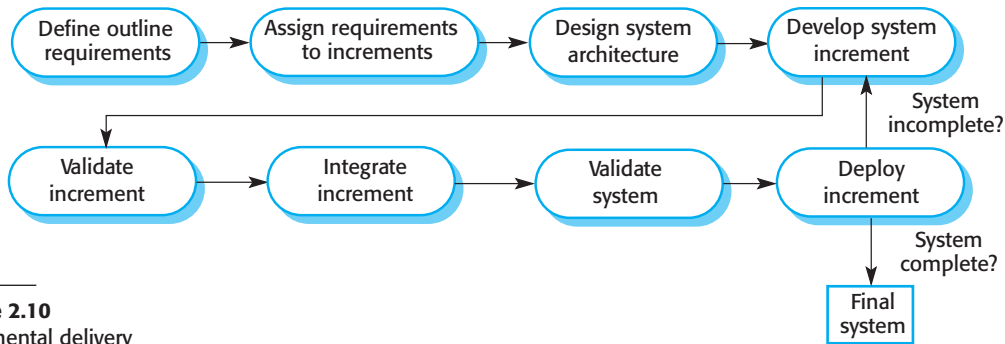 Define outline
requirements
Assign requirements
to increments
Design system
architecture
Develop system
increment
System
incomplete?
Validate
increment
Integrate
increment
Validate
system
Deploy
increment
System
complete?
Final
system
2.10
delivery